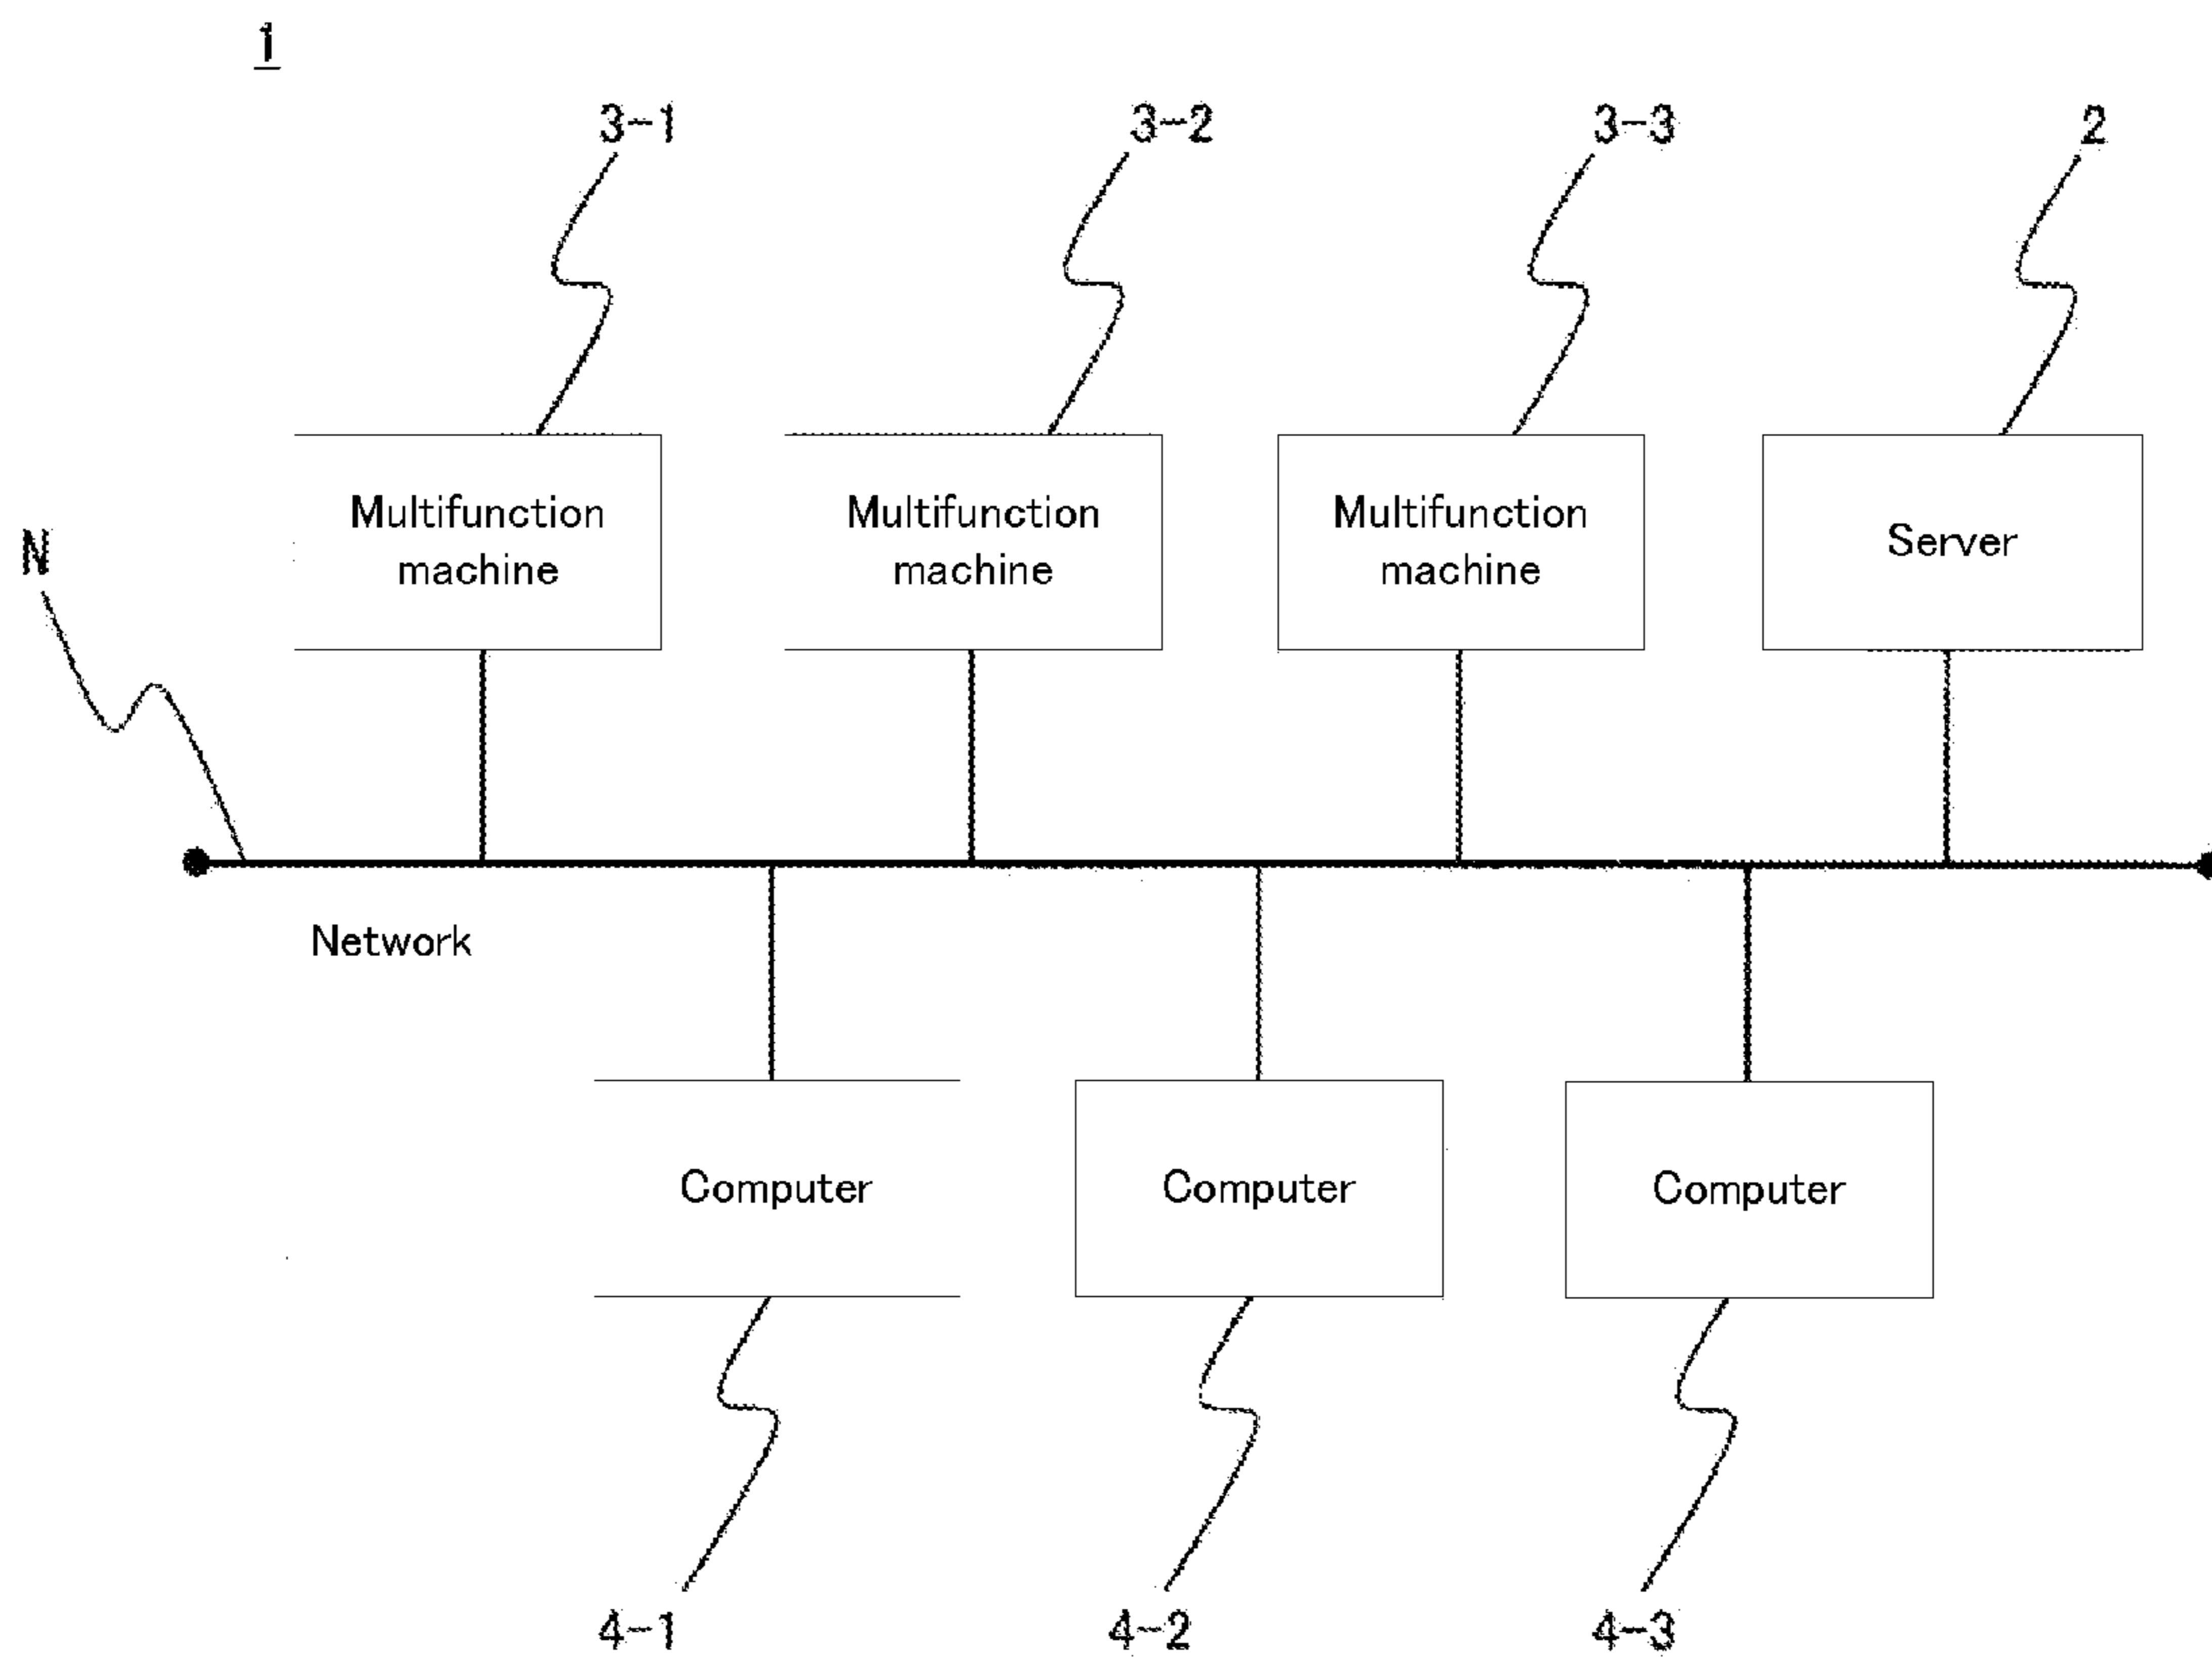 1
3-1
3-2
3-3
2
N
Multifunction
machine
Multifunction
machine
Multifunction
machine
Server
Network
Computer
Computer
Computer
4-1
4-2
4-3